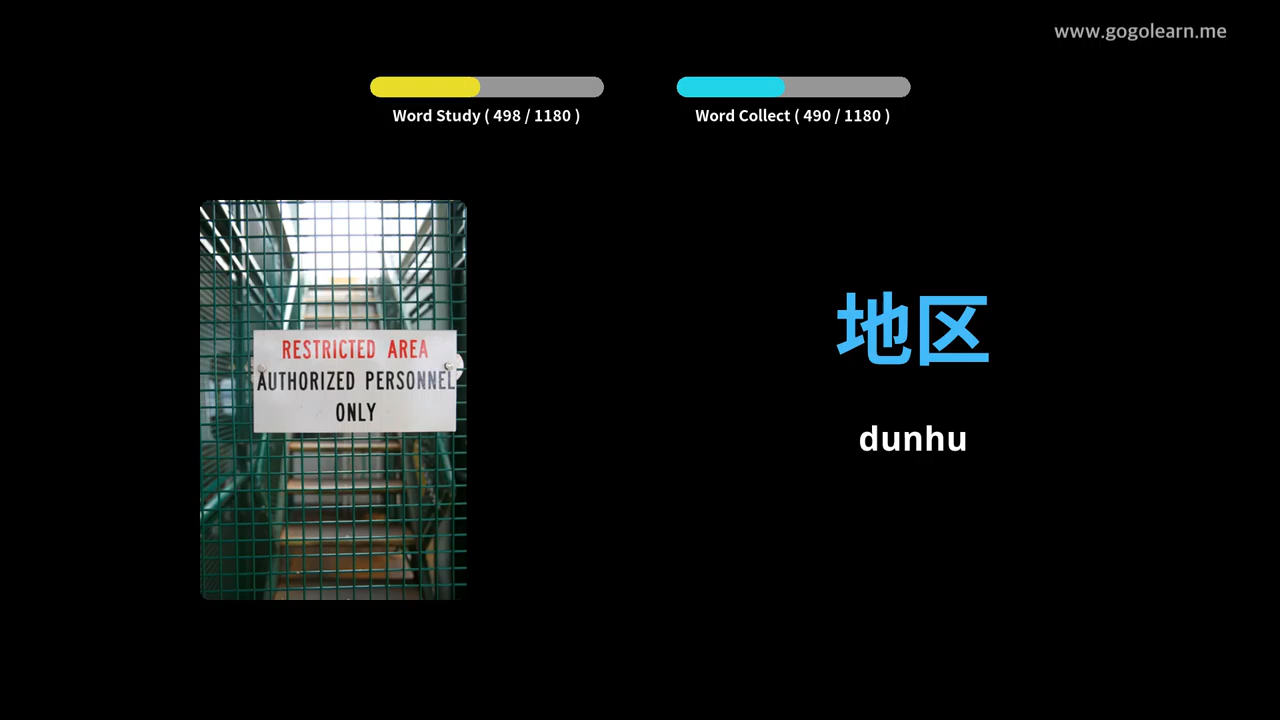 www.gogolearn.me
Word Study ( 498 / 1180 )
Word Collect ( 490 / 1180 )
RESTRICTED AREA
AUTHORIZED PERSONNEL
ONLY
地区
dunhu